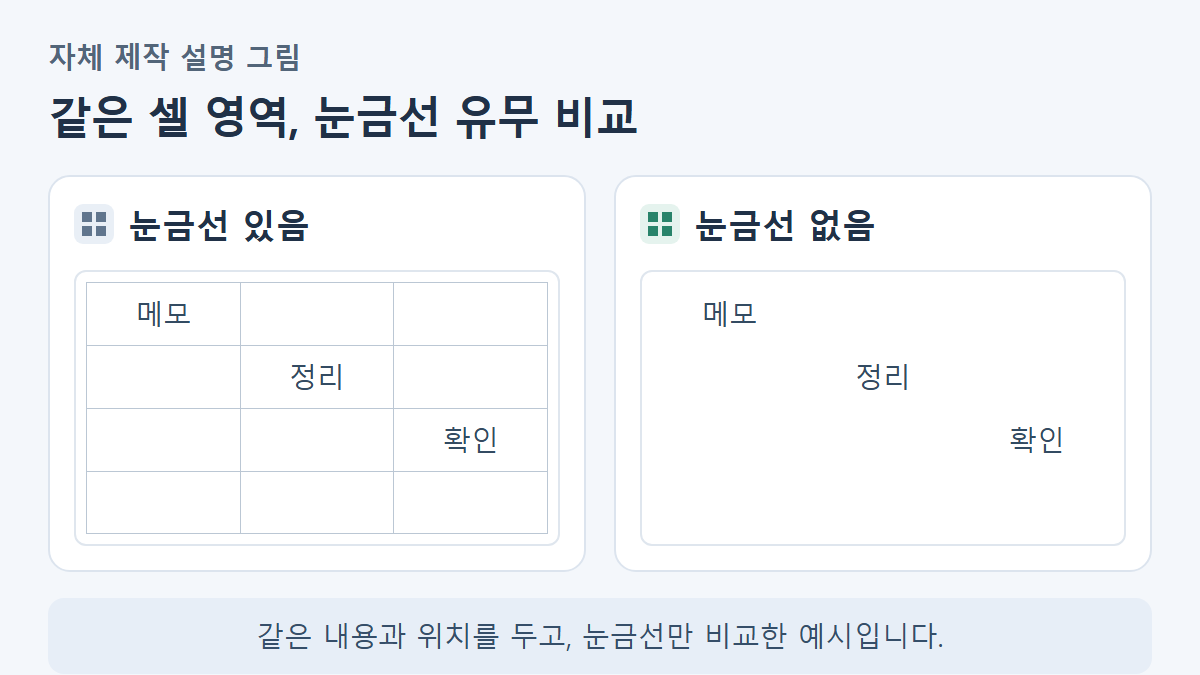 자체 제작 설명 그림
같은 셀 영역, 눈금선 유무 비교
눈금선 있음
메모
정리
확인
눈금선 없음
메모
정리
확인
같은 내용과 위치를 두고, 눈금선만 비교한 예시입니다.